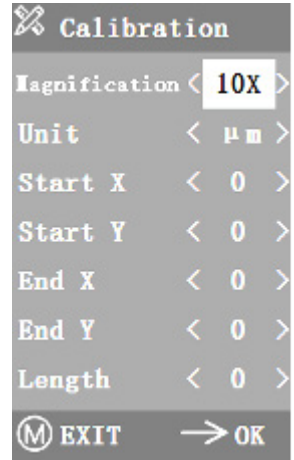 Calibration
Magnification < 10X >
Unit < μm >
Start X < 0 >
Start Y < 0 >
End X < 0 >
End Y < 0 >
Length < 0 >
M EXIT → OK